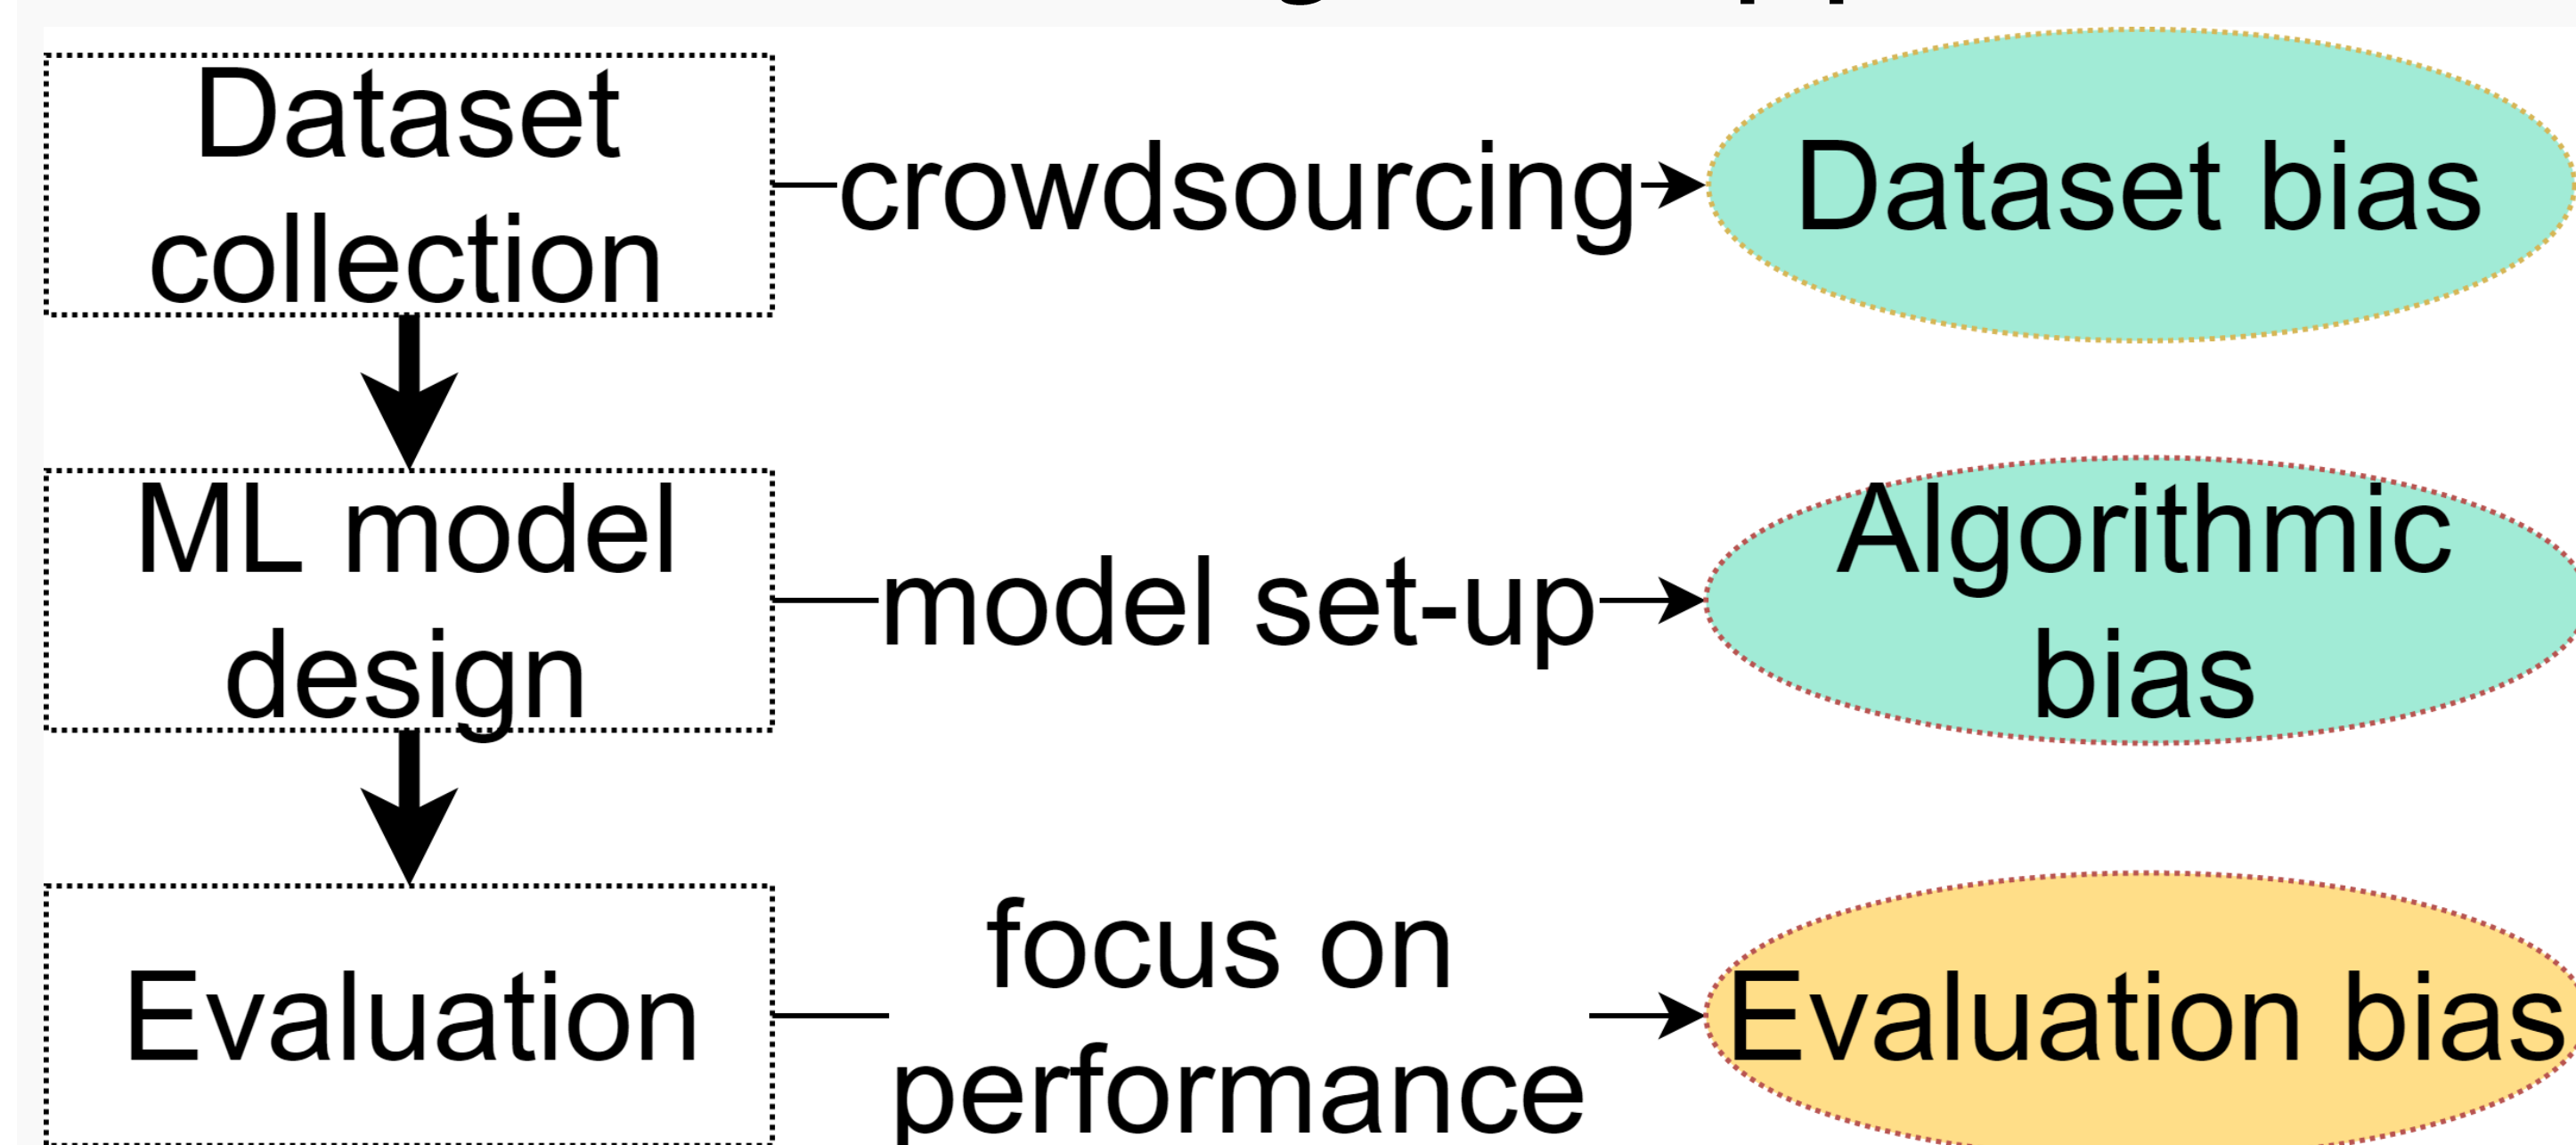 Dataset
collection
crowdsourcing
Dataset bias
ML model
design
model set-up
Algorithmic
bias
Evaluation
focus on
performance
Evaluation bias